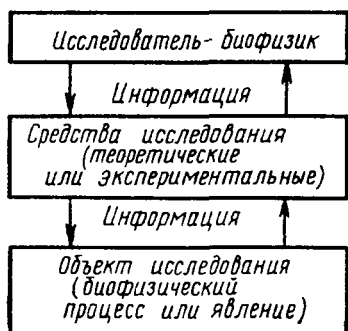 Исследователь-биофизик
Информация
Средства исследования
(теоретические
или экспериментальные)
Информация
Объект исследования
(биофизический
процесс или явление)